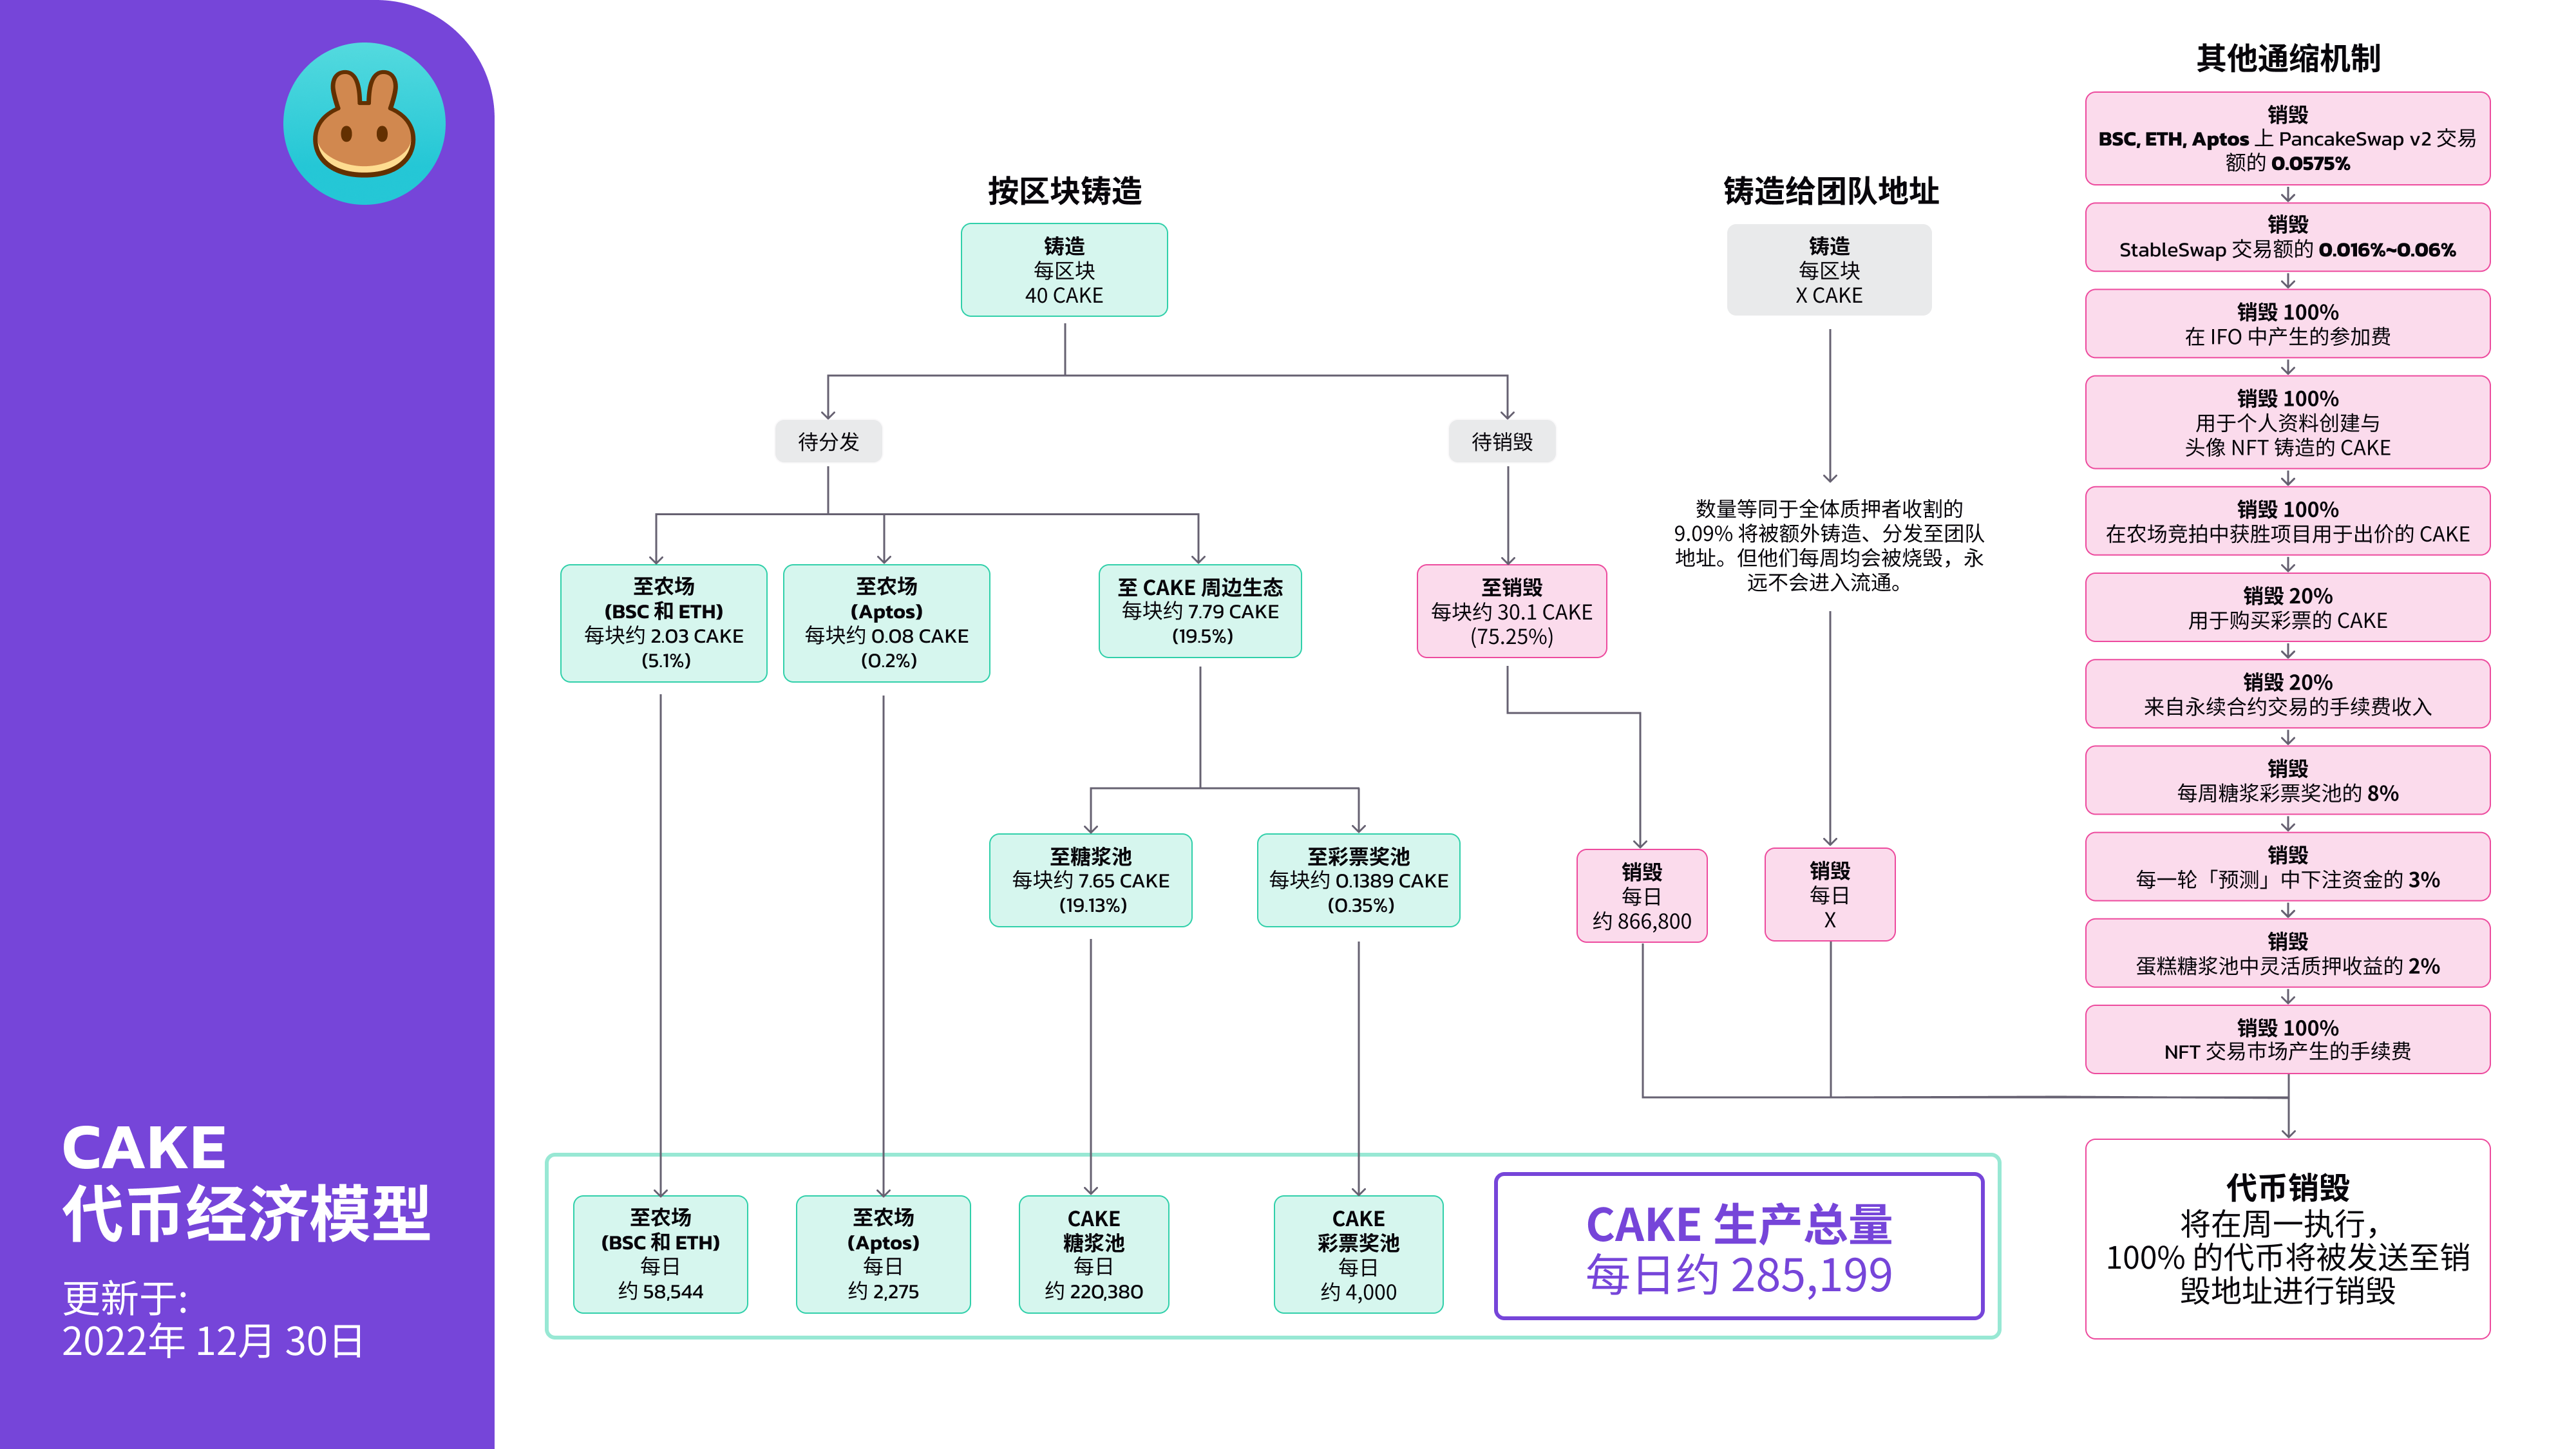 CAKE
代币经济模型
更新于:
2022年 12月 30日
按区块铸造
铸造
每区块
40 CAKE
待分发
待销毁
至农场
(BSC 和 ETH)
每块约 2.03 CAKE
(5.1%)
至农场
(Aptos)
每块约 0.08 CAKE
(0.2%)
至 CAKE 周边生态
每块约 7.79 CAKE
(19.5%)
至销毁
每块约 30.1 CAKE
(75.25%)
至糖浆池
每块约 7.65 CAKE
(19.13%)
至彩票奖池
每块约 0.1389 CAKE
(0.35%)
销毁
每日
约 866,800
至农场
(BSC 和 ETH)
每日
约 58,544
至农场
(Aptos)
每日
约 2,275
CAKE
糖浆池
每日
约 220,380
CAKE
彩票奖池
每日
约 4,000
CAKE 生产总量
每日约 285,199
铸造给团队地址
铸造
每区块
X CAKE
数量等同于全体质押者收割的
9.09% 将被额外铸造、分发至团队
地址。但他们每周均会被烧毁，永
远不会进入流通。
销毁
每日
X
其他通缩机制
销毁
BSC, ETH, Aptos 上 PancakeSwap v2 交易
额的 0.0575%
销毁
StableSwap 交易额的 0.016%~0.06%
销毁 100%
在 IFO 中产生的参加费
销毁 100%
用于个人资料创建与
头像 NFT 铸造的 CAKE
销毁 100%
在农场竞拍中获胜项目用于出价的 CAKE
销毁 20%
用于购买彩票的 CAKE
销毁 20%
来自永续合约交易的手续费收入
销毁
每周糖浆彩票奖池的 8%
销毁
每一轮「预测」中下注资金的 3%
销毁
蛋糕糖浆池中灵活质押收益的 2%
销毁 100%
NFT 交易市场产生的手续费
代币销毁
将在周一执行，
100% 的代币将被发送至销
毁地址进行销毁